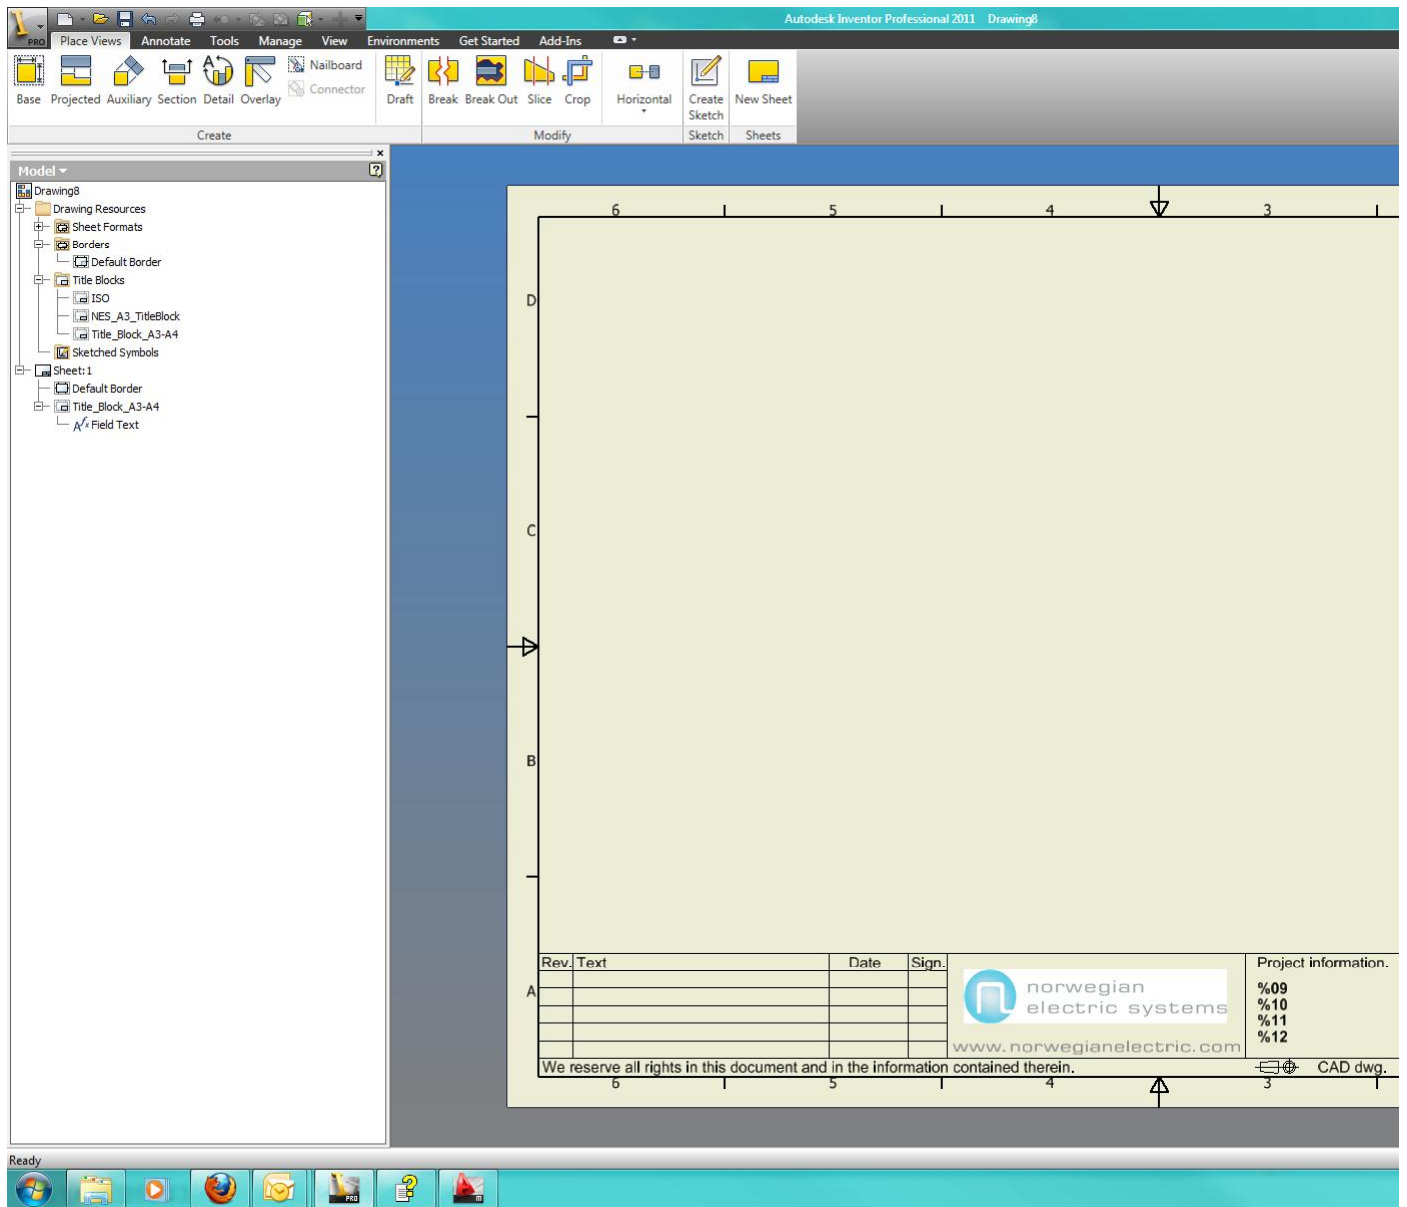 Autodesk Inventor Professional 2011 Drawing8
PRO Place Views Annotate Tools Manage View Environments Get Started Add-Ins
Base Projected Auxiliary Section Detail Overlay Nailboard Connector Draft Break Break Out Slice Crop Horizontal Create Sketch New Sheet
Create Modify Sketch Sheets
Model
Drawing8
Drawing Resources
Sheet Formats
Borders
Default Border
Title Blocks
ISO
NES_A3_TitleBlock
Title_Block_A3-A4
Sketched Symbols
Sheet:1
Default Border
Title_Block_A3-A4
Field Text
6 5 4 3
D
C
B
A
Rev. Text Date Sign.
norwegian
electric systems
www.norwegianelectric.com
Project information.
%09
%10
%11
%12
We reserve all rights in this document and in the information contained therein.
CAD dwg.
6 5 4 3
Ready
PRO